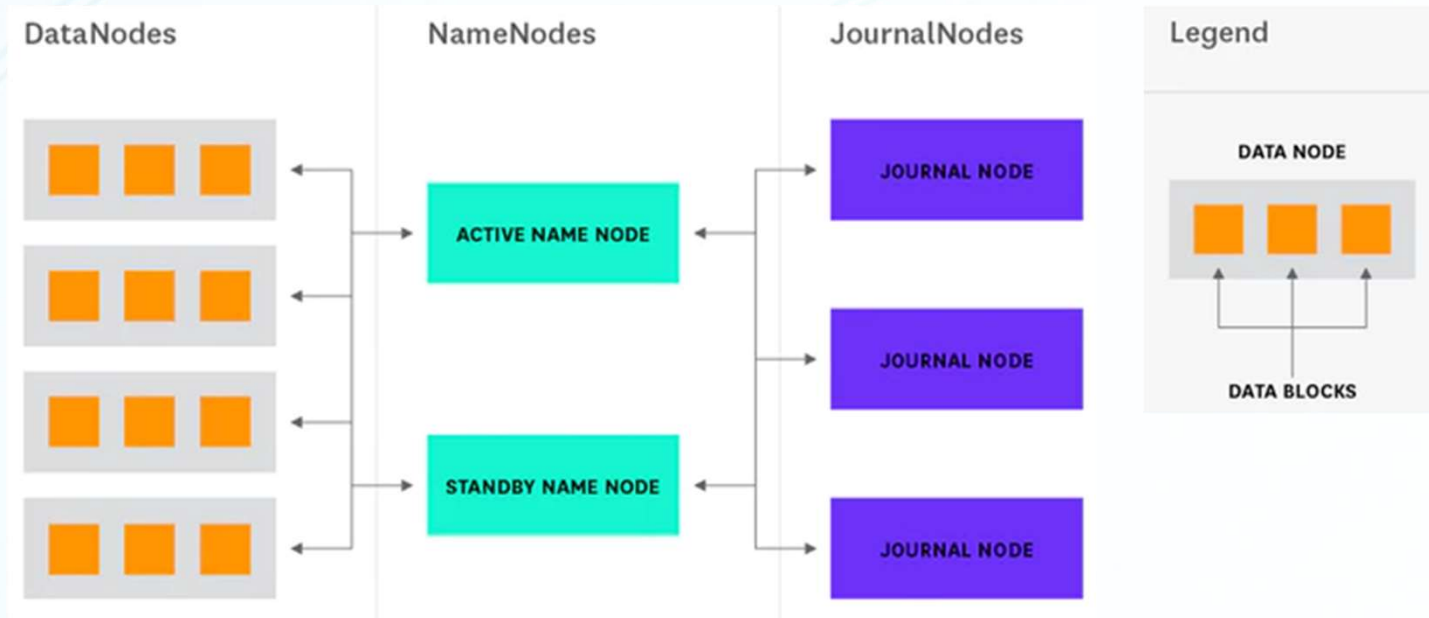 DataNodes
NameNodes
JournalNodes
Legend
ACTIVE NAME NODE
STANDBY NAME NODE
JOURNAL NODE
JOURNAL NODE
JOURNAL NODE
DATA NODE
DATA BLOCKS